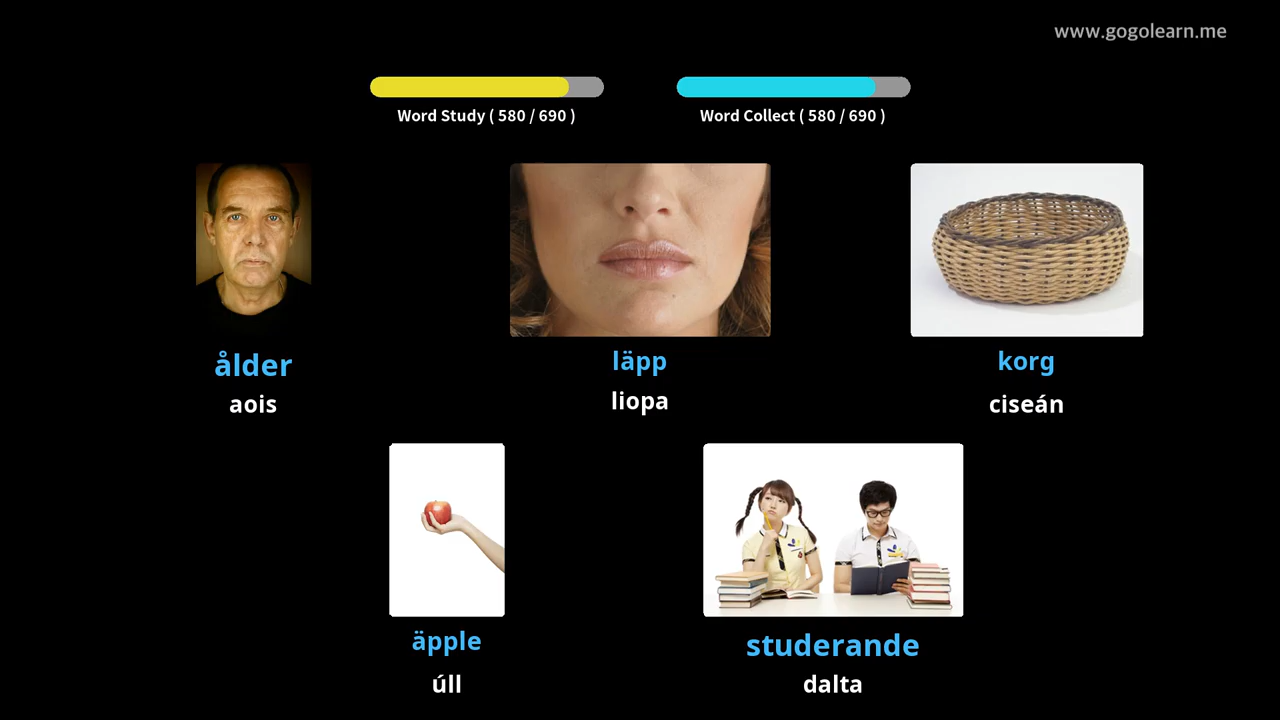 www.gogolearn.me
Word Study ( 580 / 690 )
Word Collect ( 580 / 690 )
ålder
läpp
korg
aois
liopa
ciseán
äpple
studerande
úll
dalta